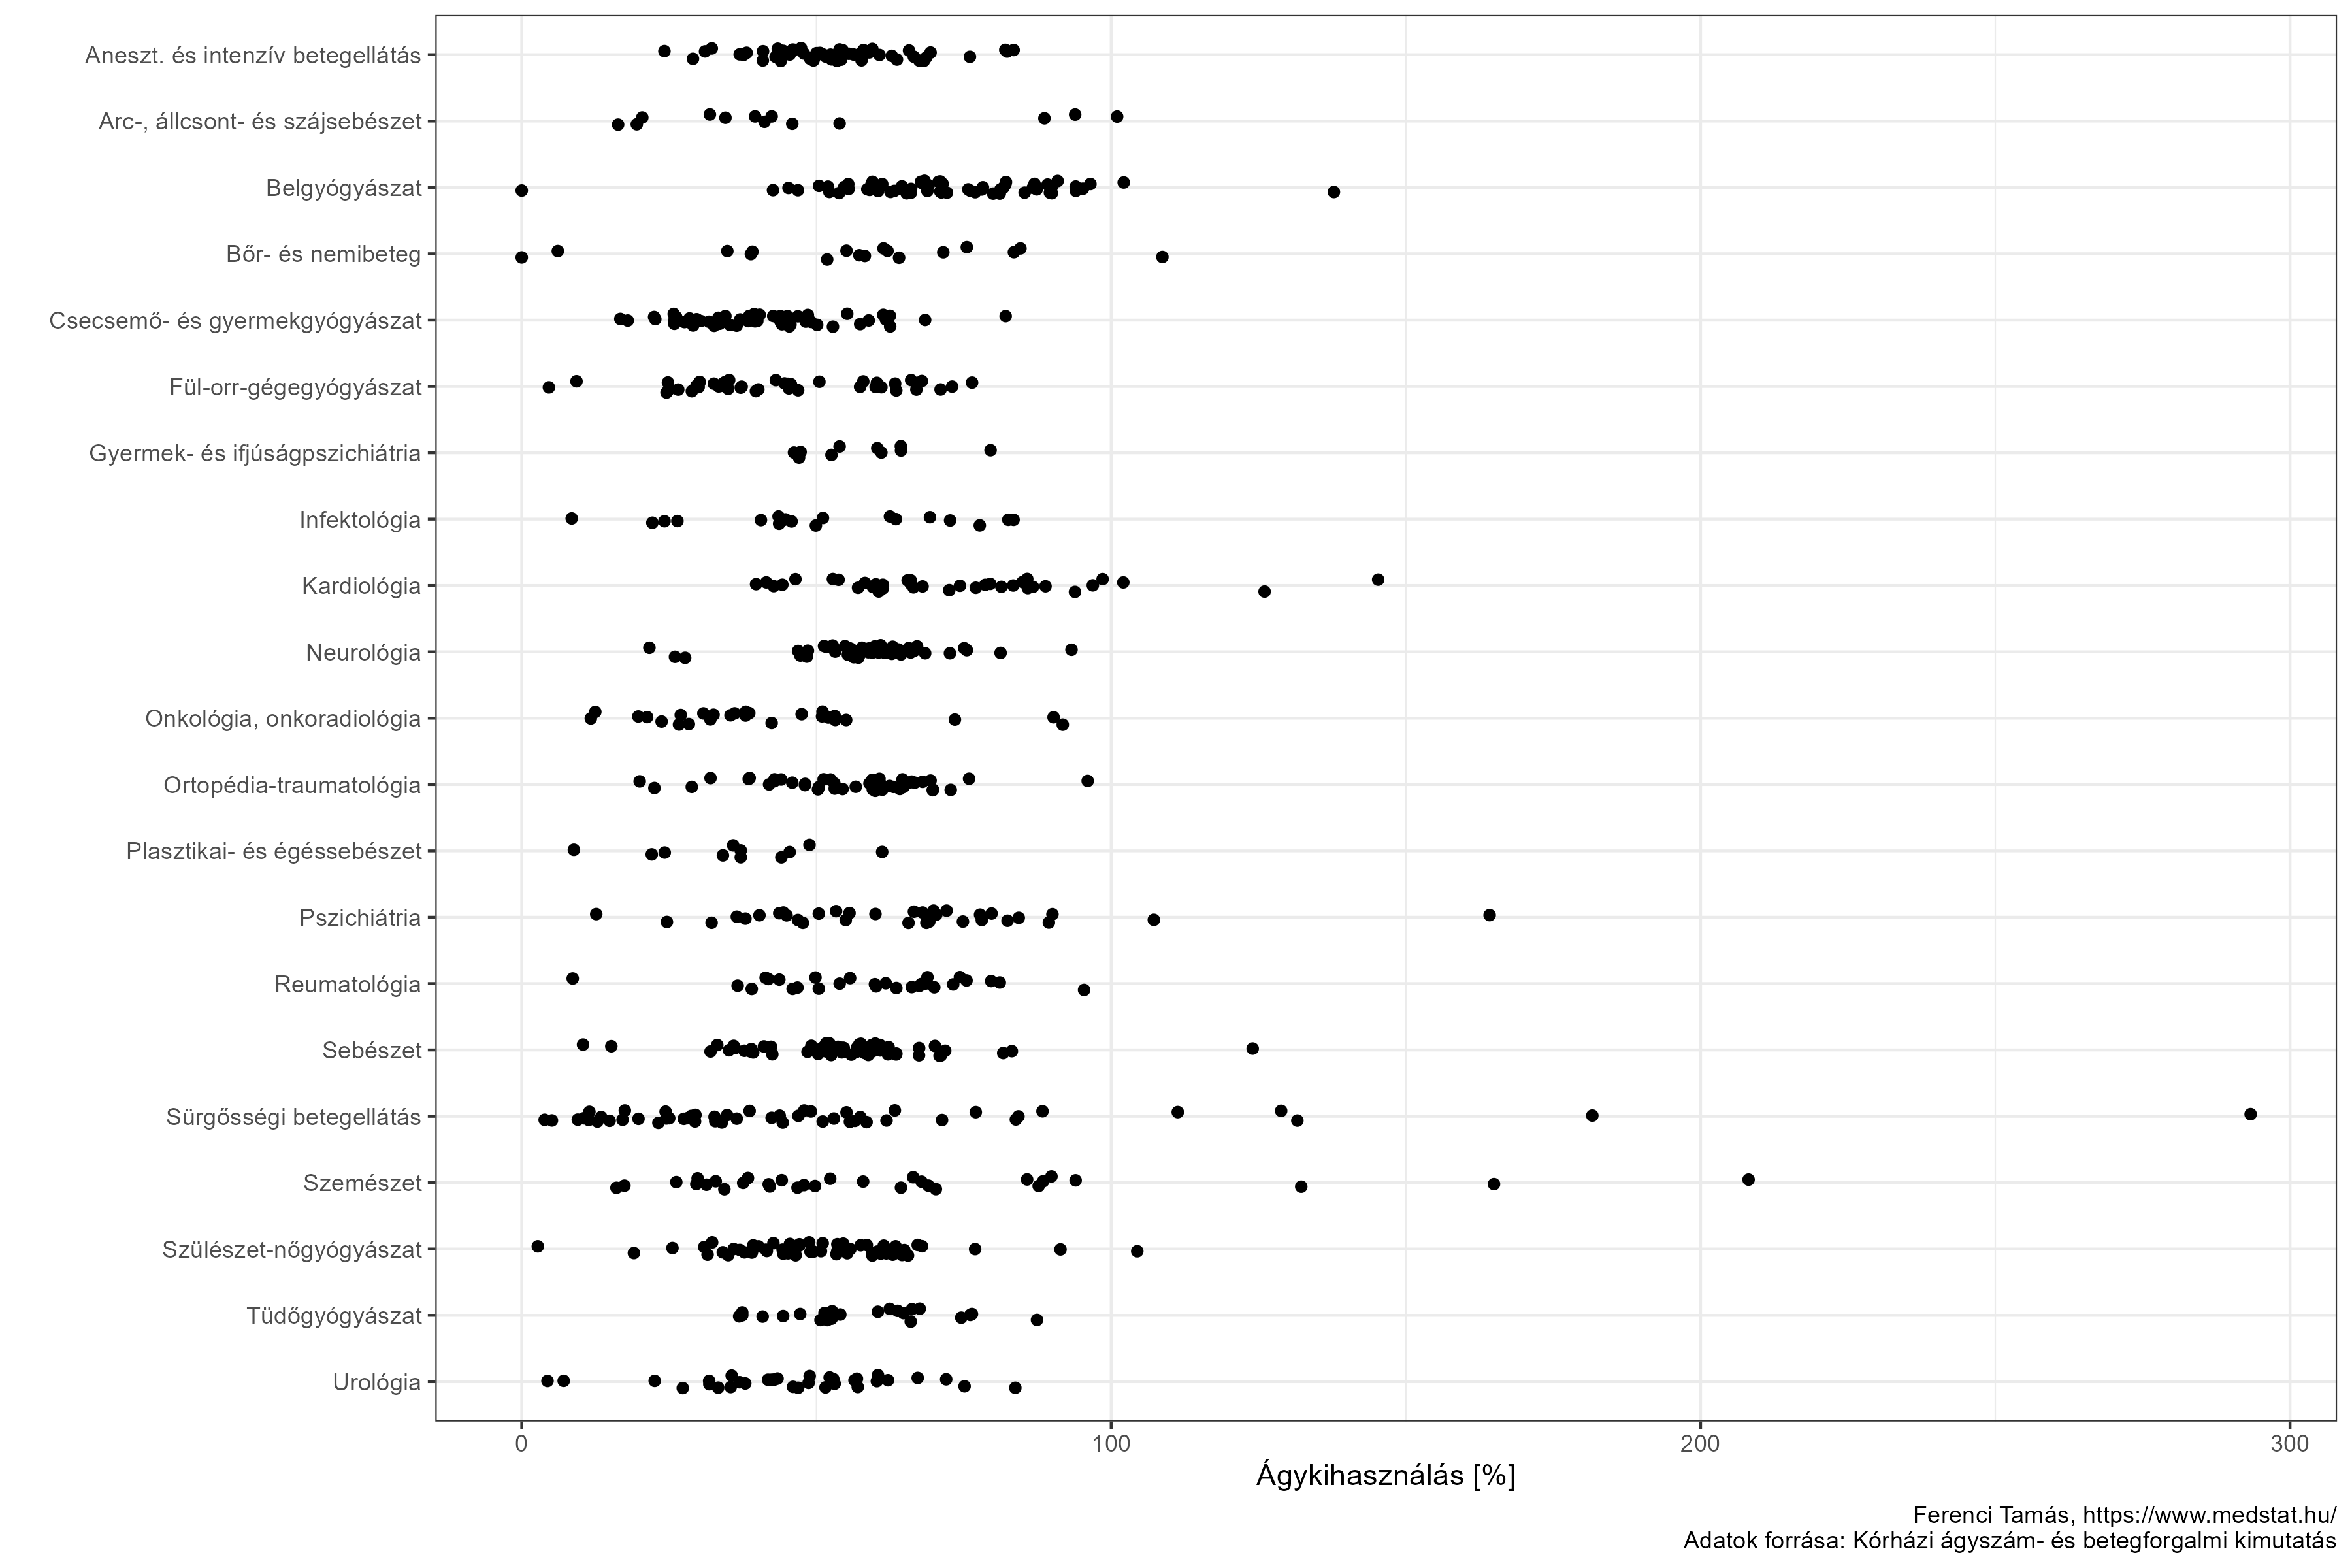 Aneszt. és intenzív betegellátás
Arc-, állcsont- és szájsebészet
Belgyógyászat
Bőr- és nemibeteg
Csecsemő- és gyermekgyógyászat
Fül-orr-gégegyógyászat
Gyermek- és ifjúságpszichiátria
Infektológia
Kardiológia
Neurológia
Onkológia, onkoradiológia
Ortopédia-traumatológia
Plasztikai- és égéssebészet
Pszichiátria
Reumatológia
Sebészet
Sürgősségi betegellátás
Szemészet
Szülészet-nőgyógyászat
Tüdőgyógyászat
Urológia
0 100 200 300
Ágykihasználás [%]
Ferenci Tamás, https://www.medstat.hu/
Adatok forrása: Kórházi ágyszám- és betegforgalmi kimutatás